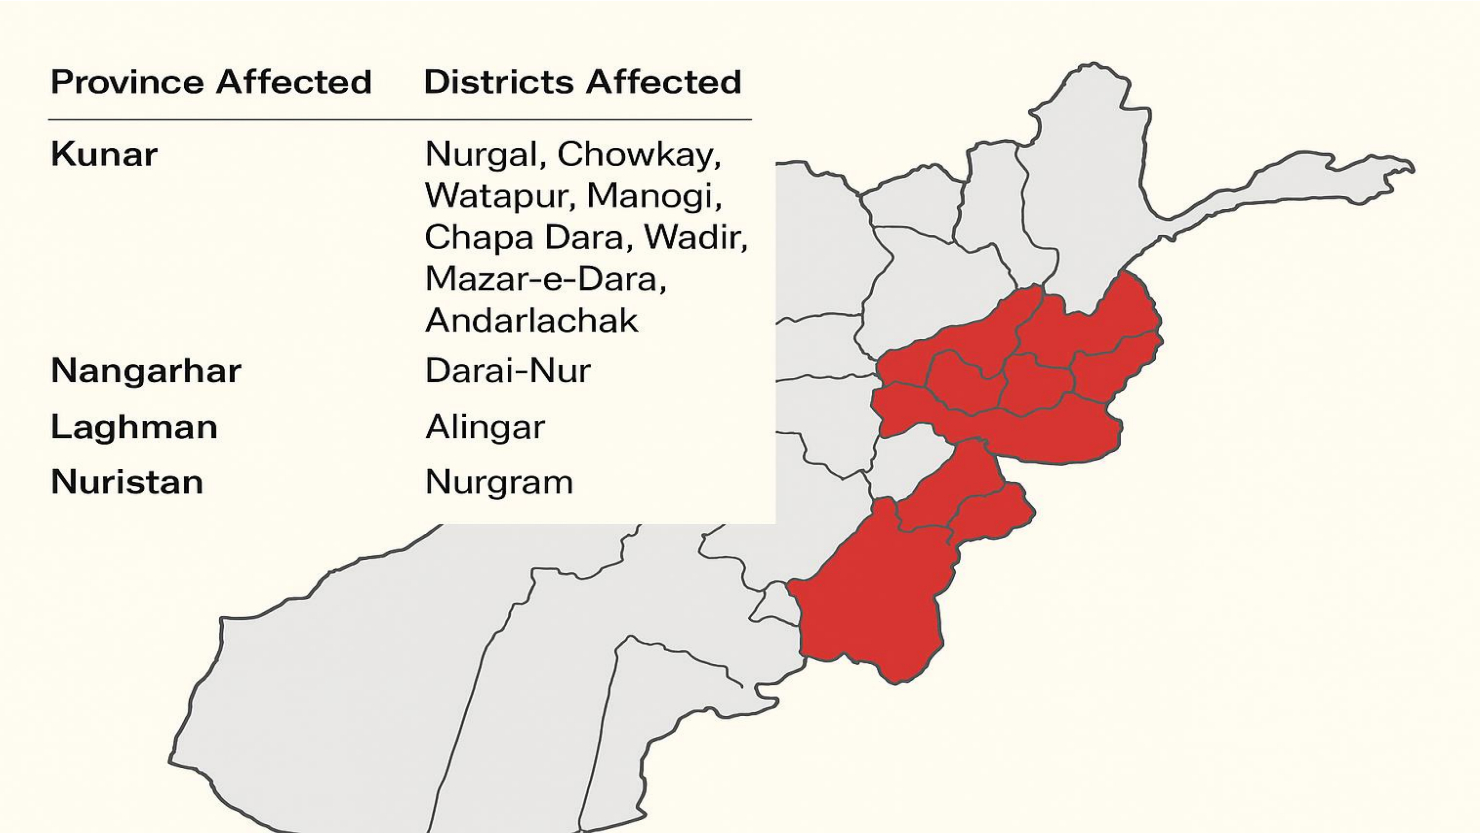 Province Affected Districts Affected
Kunar Nurgal, Chowkay,
Watapur, Manogi,
Chapa Dara, Wadir,
Mazar-e-Dara,
Andarlachak
Nangarhar Darai-Nur
Laghman Alingar
Nuristan Nurgram